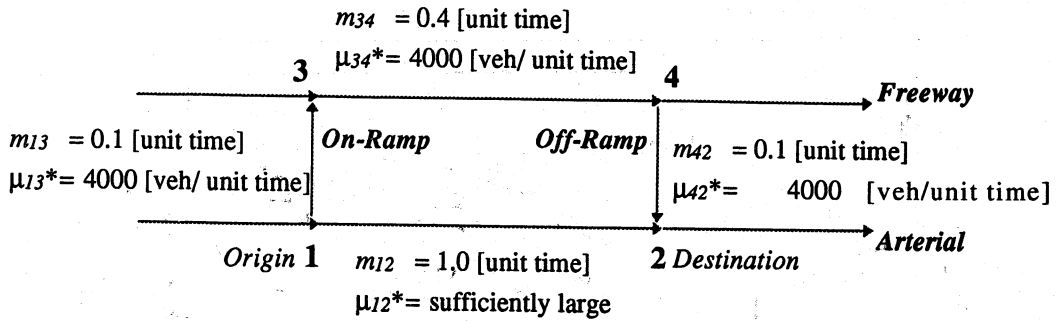 m34 = 0.4 [unit time]
μ34*= 4000 [veh/ unit time]
3
4
Freeway
m13 = 0.1 [unit time]
μ13*= 4000 [veh/ unit time]
On-Ramp
Off-Ramp
m42 = 0.1 [unit time]
μ42*= 4000 [veh/unit time]
Arterial
Origin 1
m12 = 1,0 [unit time]
μ12*= sufficiently large
2 Destination